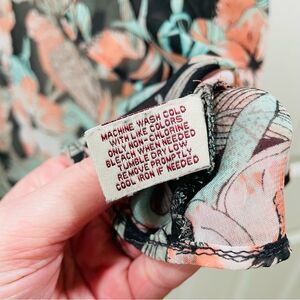 MACHINE WASH COLD
WITH LIKE COLORS
ONLY NON-CHLORINE
BLEACH WHEN NEEDED
TUMBLE DRY LOW
REMOVE PROMPTLY
COOL IRON IF NEEDED